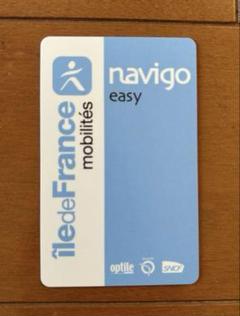 îledeFrance
mobilités
navigo
easy
optile
SNCF